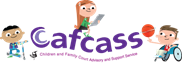 Cafcass
Children and Family Court Advisory and Support Service